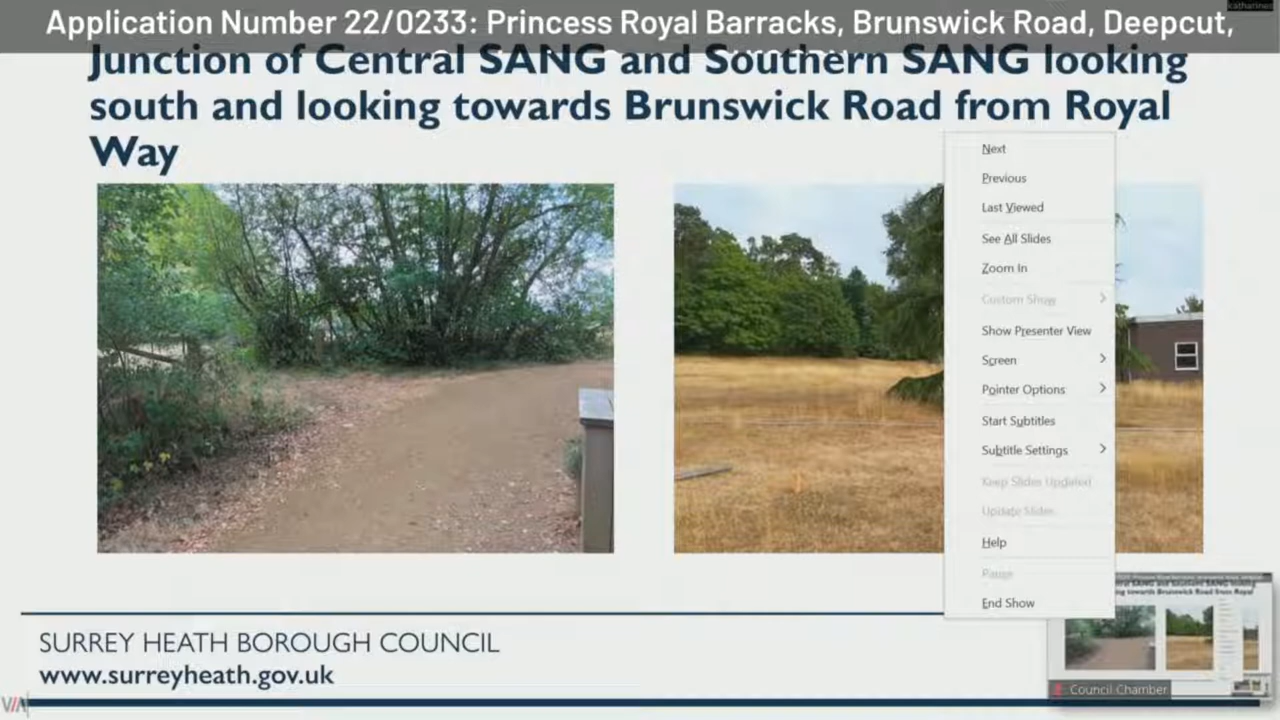 katharinee
Application Number 22/0233: Princess Royal Barracks, Brunswick Road, Deepcut,
Junction of Central SANG and Southern SANG looking
south and looking towards Brunswick Road from Royal
Way
Next
Previous
Last Viewed
See All Slides
Zoom In
Custom Show
Show Presenter View
Screen
Pointer Options
Start Subtitles
Subtitle Settings
Keep Slides Updated
Update Slides
Help
Pause
End Show
SURREY HEATH BOROUGH COUNCIL
www.surreyheath.gov.uk
Council Chamber